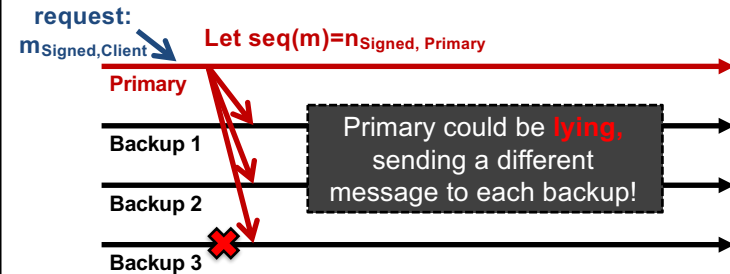 request:
mSigned,Client
Let seq(m)=nSigned, Primary
Primary
Backup 1
Primary could be lying,
sending a different
message to each backup!
Backup 2
Backup 3